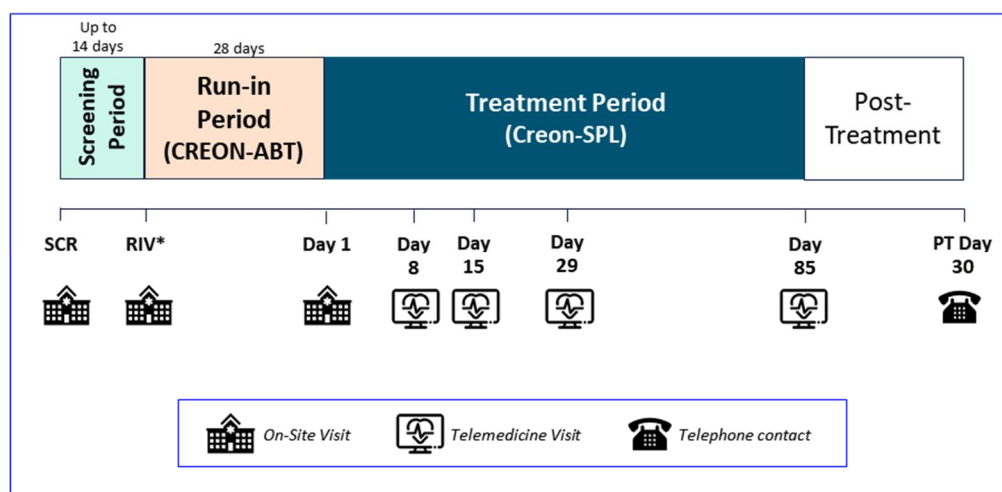 Up to
14 days
28 days
Screening
Period
Run-in
Period
(CREON-ABT)
Treatment Period
(Creon-SPL)
Post-
Treatment
SCR
RIV*
Day 1
Day
8
Day
15
Day
29
Day
85
PT Day
30
On-Site Visit
Telemedicine Visit
Telephone contact